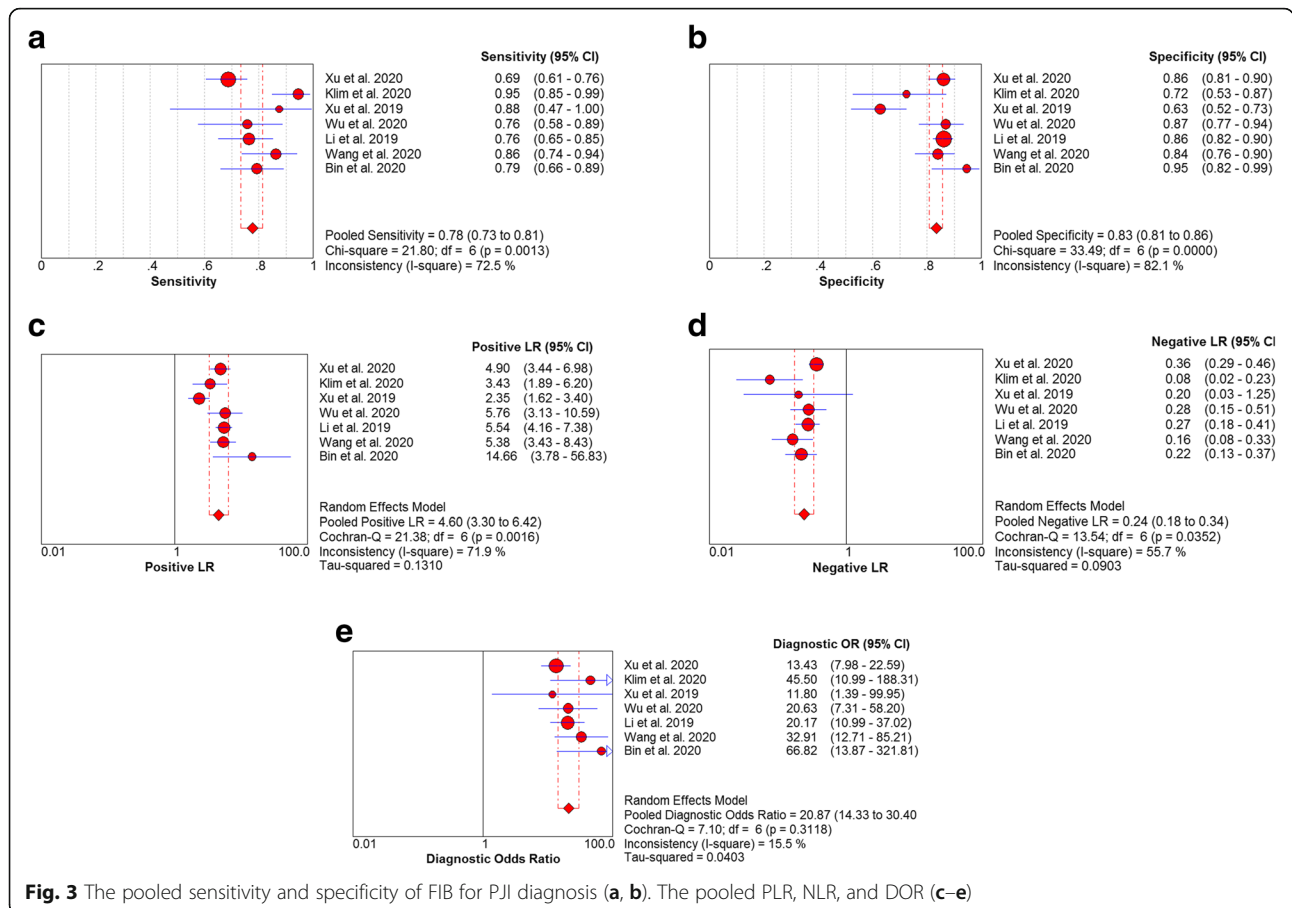 a
Sensitivity (95% CI)
Xu et al. 2020 0.69 (0.61 - 0.76)
Klim et al. 2020 0.95 (0.85 - 0.99)
Xu et al. 2019 0.88 (0.47 - 1.00)
Wu et al. 2020 0.76 (0.58 - 0.89)
Li et al. 2019 0.76 (0.65 - 0.85)
Wang et al. 2020 0.86 (0.74 - 0.94)
Bin et al. 2020 0.79 (0.66 - 0.89)
Pooled Sensitivity = 0.78 (0.73 to 0.81)
Chi-square = 21.80; df = 6 (p = 0.0013)
Inconsistency (I-square) = 72.5 %
0 .2 .4 .6 .8 1
Sensitivity
b
Specificity (95% CI)
Xu et al. 2020 0.86 (0.81 - 0.90)
Klim et al. 2020 0.72 (0.53 - 0.87)
Xu et al. 2019 0.63 (0.52 - 0.73)
Wu et al. 2020 0.87 (0.77 - 0.94)
Li et al. 2019 0.86 (0.82 - 0.90)
Wang et al. 2020 0.84 (0.76 - 0.90)
Bin et al. 2020 0.95 (0.82 - 0.99)
Pooled Specificity = 0.83 (0.81 to 0.86)
Chi-square = 33.49; df = 6 (p = 0.0000)
Inconsistency (I-square) = 82.1 %
0 .2 .4 .6 .8 1
Specificity
c
Positive LR (95% CI)
Xu et al. 2020 4.90 (3.44 - 6.98)
Klim et al. 2020 3.43 (1.89 - 6.20)
Xu et al. 2019 2.35 (1.62 - 3.40)
Wu et al. 2020 5.76 (3.13 - 10.59)
Li et al. 2019 5.54 (4.16 - 7.38)
Wang et al. 2020 5.38 (3.43 - 8.43)
Bin et al. 2020 14.66 (3.78 - 56.83)
Random Effects Model
Pooled Positive LR = 4.60 (3.30 to 6.42)
Cochran-Q = 21.38; df = 6 (p = 0.0016)
Inconsistency (I-square) = 71.9 %
Tau-squared = 0.1310
0.01 1 100.0
Positive LR
d
Negative LR (95% CI
Xu et al. 2020 0.36 (0.29 - 0.46)
Klim et al. 2020 0.08 (0.02 - 0.23)
Xu et al. 2019 0.20 (0.03 - 1.25)
Wu et al. 2020 0.28 (0.15 - 0.51)
Li et al. 2019 0.27 (0.18 - 0.41)
Wang et al. 2020 0.16 (0.08 - 0.33)
Bin et al. 2020 0.22 (0.13 - 0.37)
Random Effects Model
Pooled Negative LR = 0.24 (0.18 to 0.34)
Cochran-Q = 13.54; df = 6 (p = 0.0352)
Inconsistency (I-square) = 55.7 %
Tau-squared = 0.0903
0.01 1 100.0
Negative LR
e
Diagnostic OR (95% CI)
Xu et al. 2020 13.43 (7.98 - 22.59)
Klim et al. 2020 45.50 (10.99 - 188.31)
Xu et al. 2019 11.80 (1.39 - 99.95)
Wu et al. 2020 20.63 (7.31 - 58.20)
Li et al. 2019 20.17 (10.99 - 37.02)
Wang et al. 2020 32.91 (12.71 - 85.21)
Bin et al. 2020 66.82 (13.87 - 321.81)
Random Effects Model
Pooled Diagnostic Odds Ratio = 20.87 (14.33 to 30.40
Cochran-Q = 7.10; df = 6 (p = 0.3118)
Inconsistency (I-square) = 15.5 %
Tau-squared = 0.0403
0.01 1 100.0
Diagnostic Odds Ratio
Fig. 3 The pooled sensitivity and specificity of FIB for PJI diagnosis (a, b). The pooled PLR, NLR, and DOR (c–e)